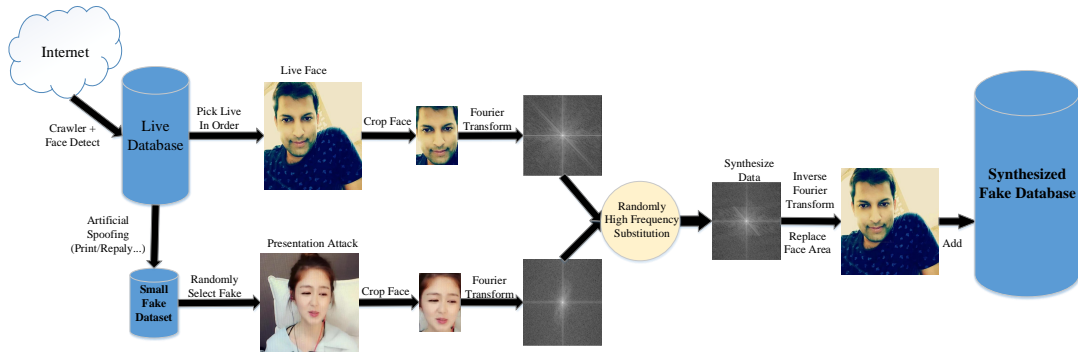 Internet
Crawler +
Face Detect
Live
Database
Pick Live
In Order
Live Face
Crop Face
Fourier
Transform
Artificial
Spoofing
(Print/Repaly...)
Small
Fake
Dataset
Randomly
Select Fake
Presentation Attack
Crop Face
Fourier
Transform
Randomly
High Frequency
Substitution
Synthesize
Data
Inverse
Fourier
Transform
Replace
Face Area
Add
Synthesized
Fake Database